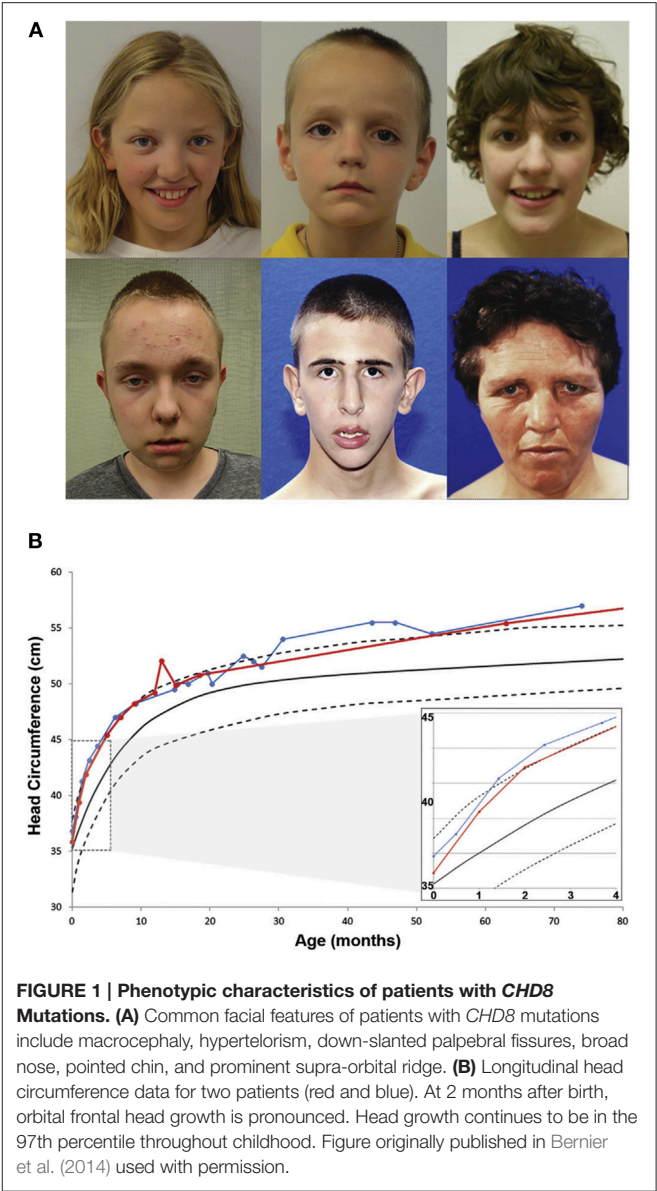 A
B
60
55
50
45
40
35
30
Head Circumference (cm)
45
40
35
0 1 2 3 4
0 10 20 30 40 50 60 70 80
Age (months)
FIGURE 1 | Phenotypic characteristics of patients with CHD8
Mutations. (A) Common facial features of patients with CHD8 mutations
include macrocephaly, hypertelorism, down-slanted palpebral fissures, broad
nose, pointed chin, and prominent supra-orbital ridge. (B) Longitudinal head
circumference data for two patients (red and blue). At 2 months after birth,
orbital frontal head growth is pronounced. Head growth continues to be in the
97th percentile throughout childhood. Figure originally published in Bernier
et al. (2014) used with permission.